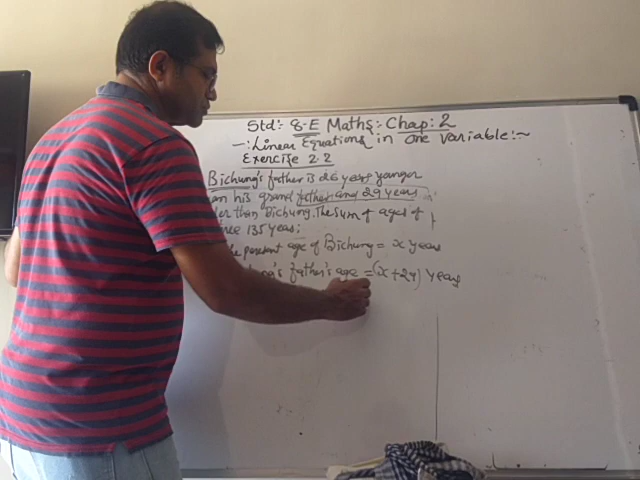 Std:- 8-E Maths:- Chap: 2
-:Linear Equations in One Variable:~
Exercise 2.2
Bichung's father is 26 years younger
than his grand father and 29 years
older than Bichung. The sum of ages of
three 135 years;
the present age of Bichung = x years
father's age = (x + 29) years